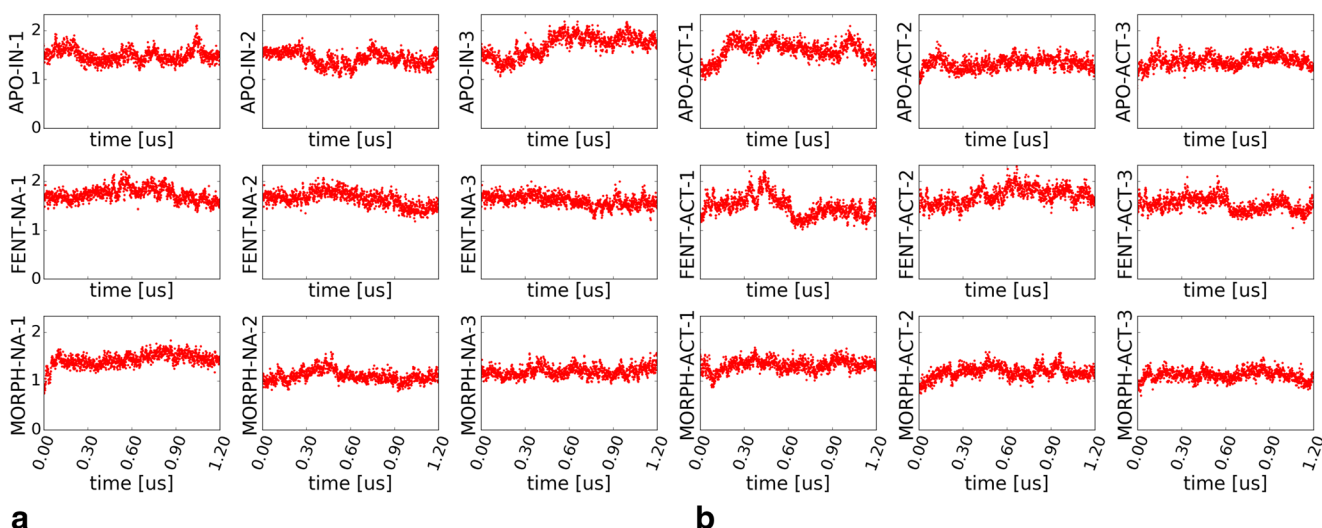 2
1
0
APO-IN-1
time [us]
APO-IN-2
time [us]
APO-IN-3
time [us]
APO-ACT-1
time [us]
APO-ACT-2
time [us]
APO-ACT-3
time [us]
2
1
0
FENT-NA-1
time [us]
FENT-NA-2
time [us]
FENT-NA-3
time [us]
FENT-ACT-1
time [us]
FENT-ACT-2
time [us]
FENT-ACT-3
time [us]
2
1
0
MORPH-NA-1
0.00 0.30 0.60 0.90 1.20
time [us]
MORPH-NA-2
0.00 0.30 0.60 0.90 1.20
time [us]
MORPH-NA-3
0.00 0.30 0.60 0.90 1.20
time [us]
MORPH-ACT-1
0.00 0.30 0.60 0.90 1.20
time [us]
MORPH-ACT-2
0.00 0.30 0.60 0.90 1.20
time [us]
MORPH-ACT-3
0.00 0.30 0.60 0.90 1.20
time [us]
a
b